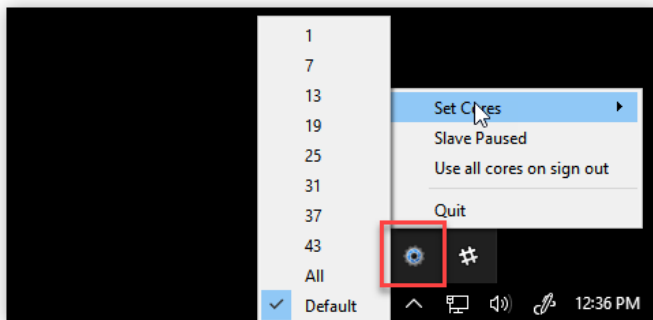 1
7
13
19
25
31
37
43
All
Default
Set Cores
Slave Paused
Use all cores on sign out
Quit
12:36 PM